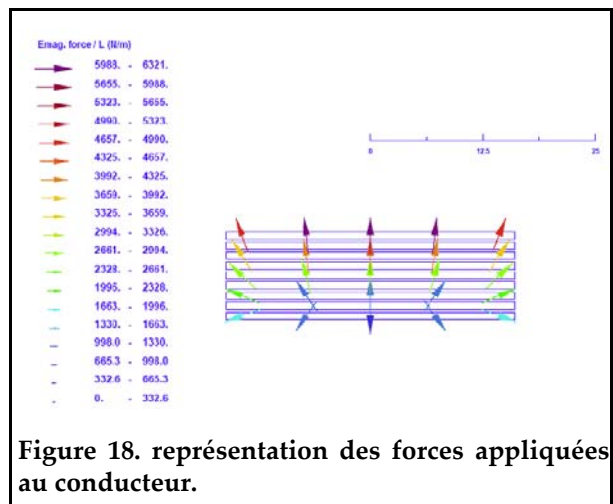 Emag. force / L (N/m)
5988. - 6321.
5655. - 5988.
5323. - 5655.
4990. - 5323.
4657. - 4990.
4325. - 4657.
3992. - 4325.
3659. - 3992.
3325. - 3659.
2994. - 3326.
2661. - 2994.
2328. - 2661.
1995. - 2328.
1663. - 1996.
1330. - 1663.
998.0 - 1330.
665.3 - 998.0
332.6 - 665.3
0. - 332.6
0 12.5 25
Figure 18. représentation des forces appliquées
au conducteur.